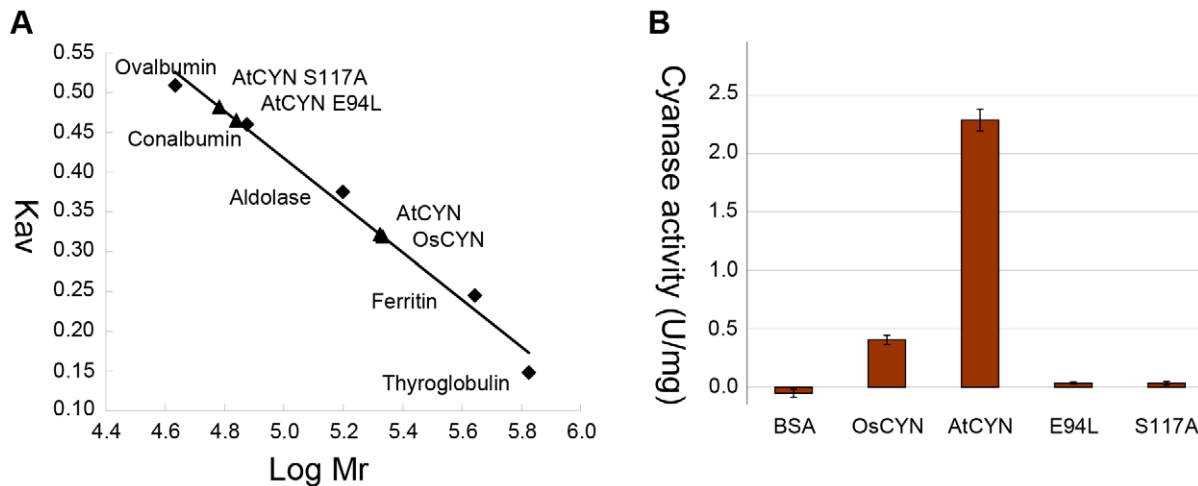 A
0.55
0.50
0.45
0.40
0.35
0.30
0.25
0.20
0.15
0.10
Kav
4.4 4.6 4.8 5.0 5.2 5.4 5.6 5.8 6.0
Log Mr
Ovalbumin
AtCYN S117A
AtCYN E94L
Conalbumin
Aldolase
AtCYN
OsCYN
Ferritin
Thyroglobulin
B
Cyanase activity (U/mg)
2.5
2.0
1.5
1.0
0.5
0.0
BSA OsCYN AtCYN E94L S117A